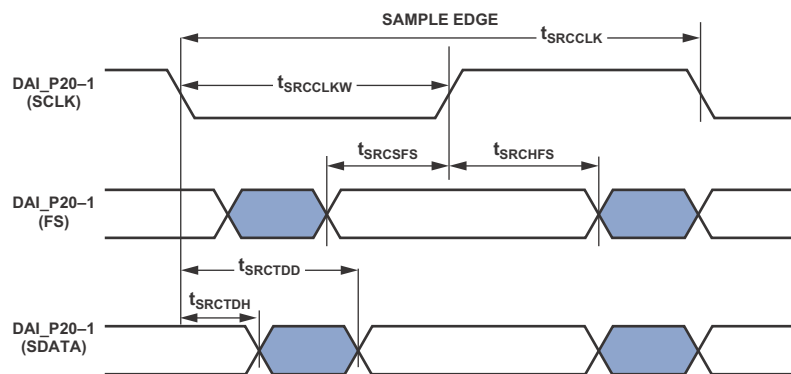 SAMPLE EDGE
tSRCCLK
DAI_P20–1
(SCLK)
tSRCCLKW
tSRCSFS
tSRCHFS
DAI_P20–1
(FS)
tSRCTDD
tSRCTDH
DAI_P20–1
(SDATA)